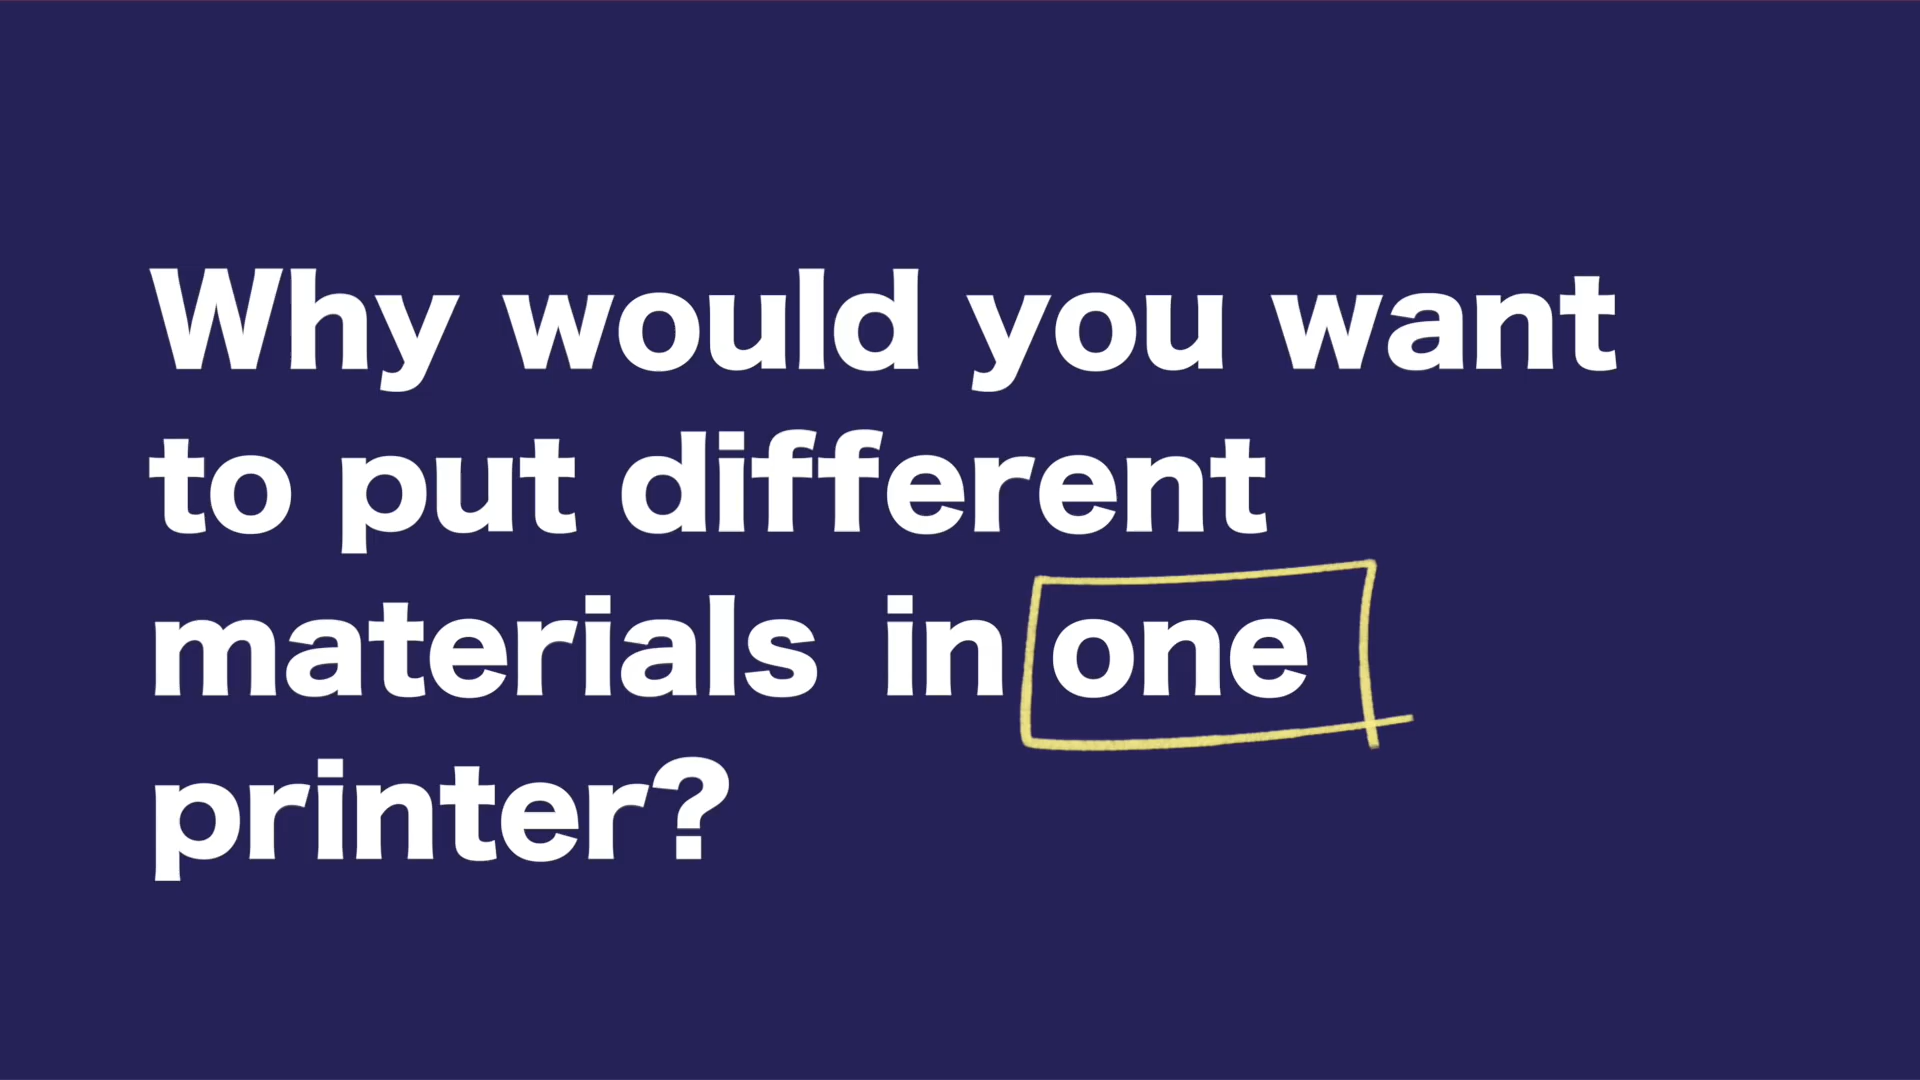 Why would you want
to put different
materials in one
printer?